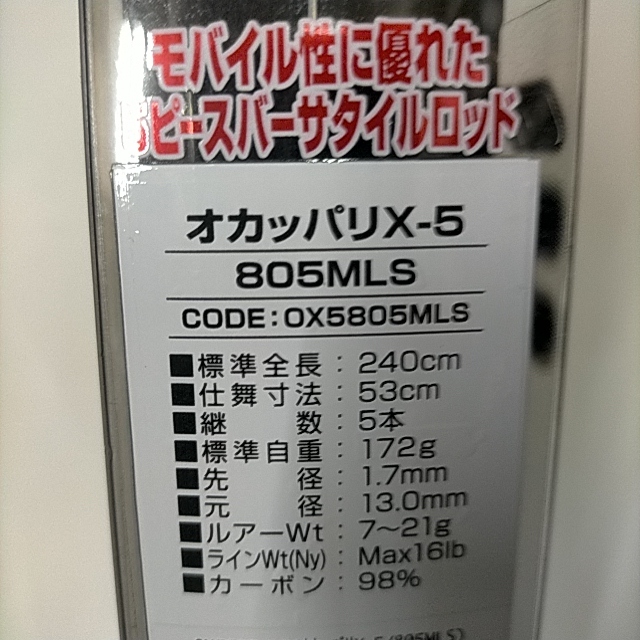 モバイル性に優れた
5ピースバーサタイルロッド
オカッパリX-5
805MLS
CODE:OX5805MLS
■標準全長:240cm
■仕舞寸法:53cm
■継数:5本
■標準自重:172g
■先径:1.7mm
■元径:13.0mm
■ルアーWt:7〜21g
■ラインWt(Ny):Max16lb
■カーボン:98%